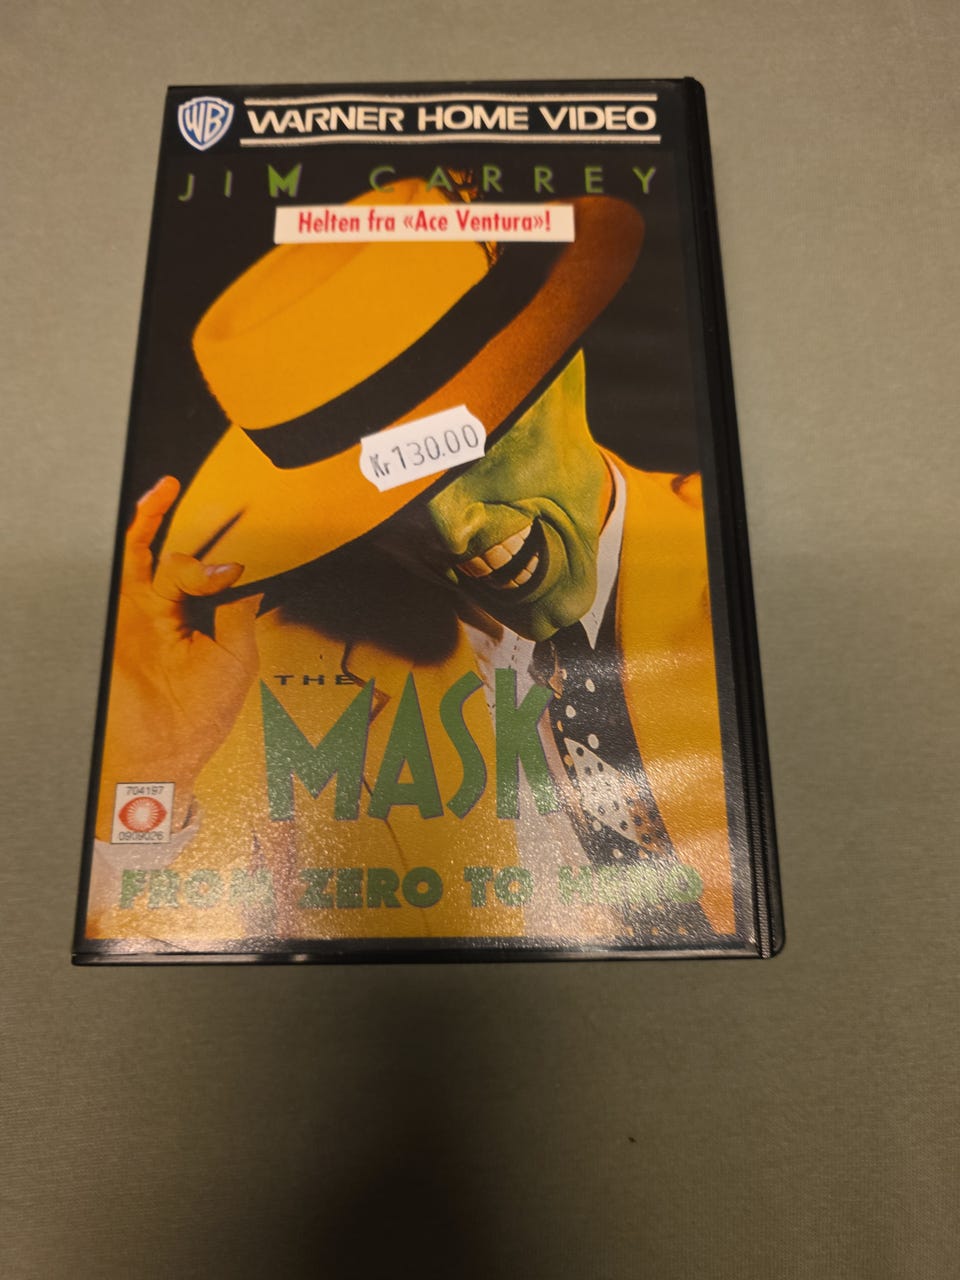 WB WARNER HOME VIDEO
JIM CARREY
Helten fra «Ace Ventura»!
Kr 130.00
THE
MASK
704197
0909026
FROM ZERO TO HERO